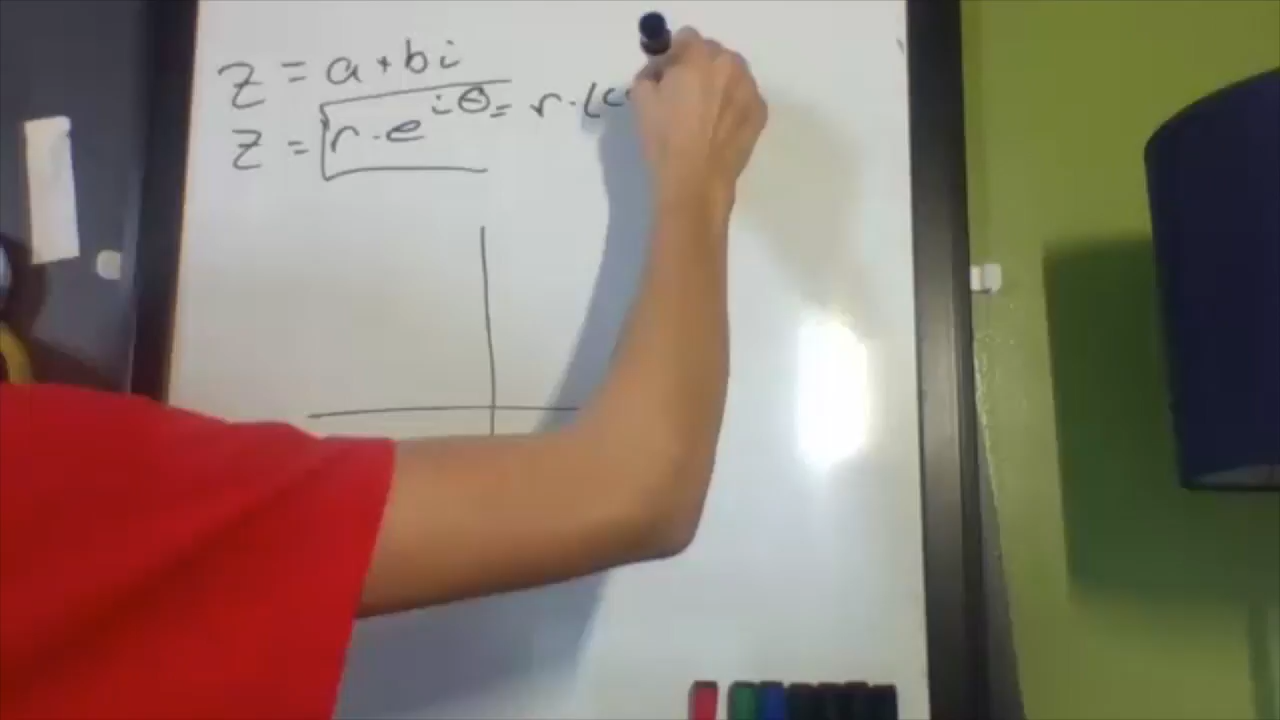 z = a + bi
z = r · e^{iθ} = r · (c